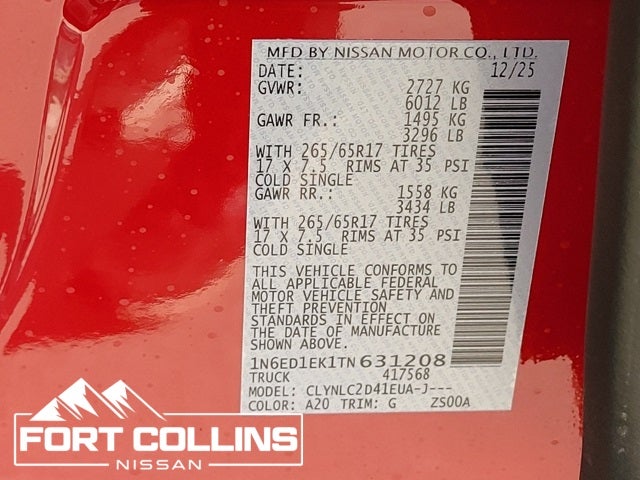 MFD BY NISSAN MOTOR CO., LTD.
DATE: 12/25
GVWR: 2727 KG
6012 LB
GAWR FR.: 1495 KG
3296 LB
WITH 265/65R17 TIRES
17 X 7.5 RIMS AT 35 PSI
COLD SINGLE
GAWR RR.: 1558 KG
3434 LB
WITH 265/65R17 TIRES
17 X 7.5 RIMS AT 35 PSI
COLD SINGLE
THIS VEHICLE CONFORMS TO
ALL APPLICABLE FEDERAL
MOTOR VEHICLE SAFETY AND
THEFT PREVENTION
STANDARDS IN EFFECT ON
THE DATE OF MANUFACTURE
SHOWN ABOVE.
1N6ED1EK1TN631208
TRUCK 417568
MODEL: CLYNLC2D41EUA-J---
COLOR: A20 TRIM: G ZS00A
FORT COLLINS
NISSAN